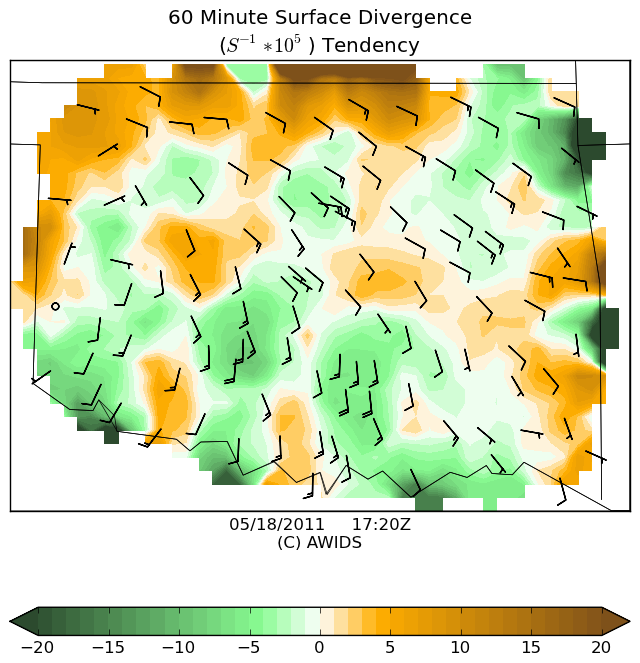 60 Minute Surface Divergence
(S⁻¹ * 10⁵ ) Tendency
05/18/2011 17:20Z
(C) AWIDS
−20 −15 −10 −5 0 5 10 15 20